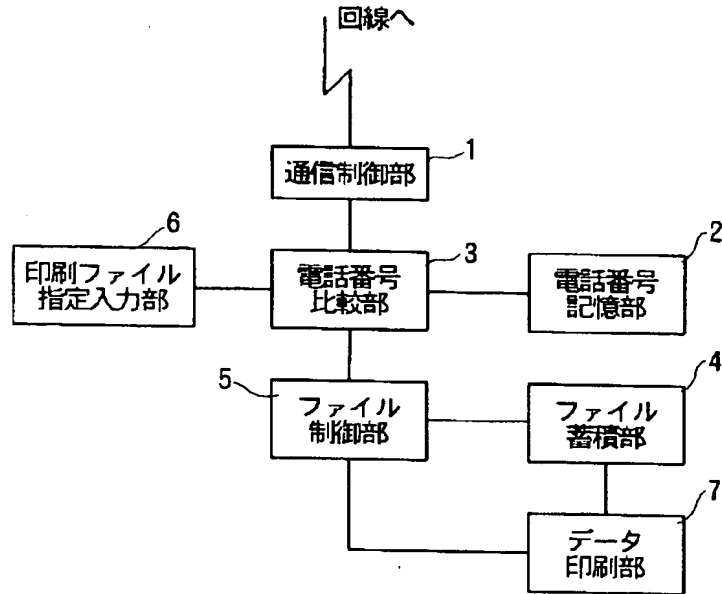 回線へ
1
通信制御部
6
印刷ファイル
指定入力部
3
電話番号
比較部
2
電話番号
記憶部
5
ファイル
制御部
4
ファイル
蓄積部
7
データ
印刷部